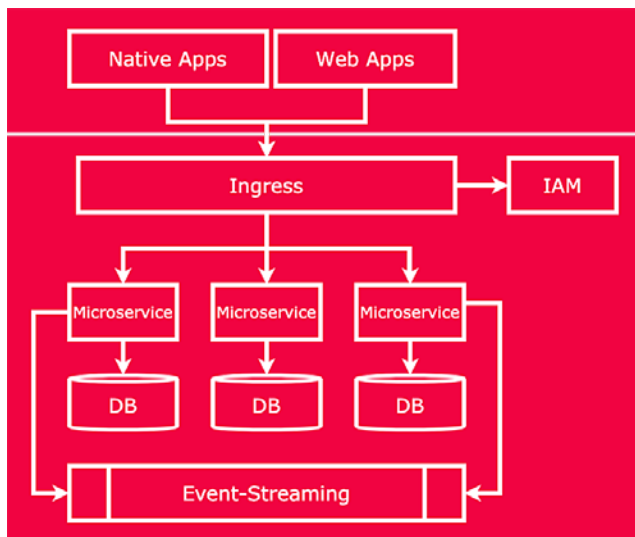 Native Apps
Web Apps
Ingress
IAM
Microservice
Microservice
Microservice
DB
DB
DB
Event-Streaming